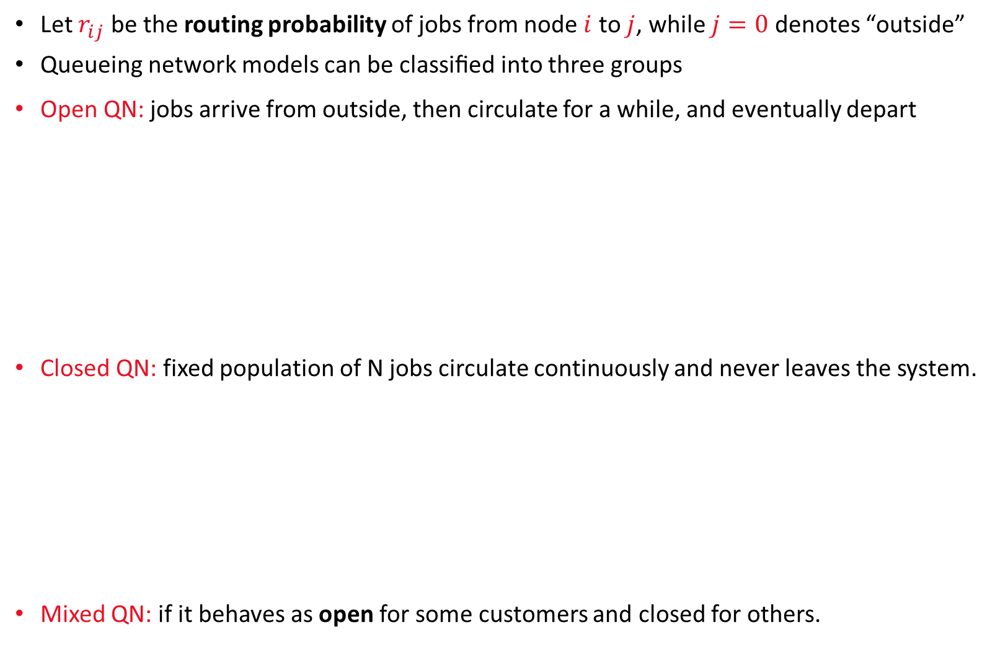 • Let r_ij be the routing probability of jobs from node i to j, while j = 0 denotes “outside”
• Queueing network models can be classified into three groups
• Open QN: jobs arrive from outside, then circulate for a while, and eventually depart
• Closed QN: fixed population of N jobs circulate continuously and never leaves the system.
• Mixed QN: if it behaves as open for some customers and closed for others.